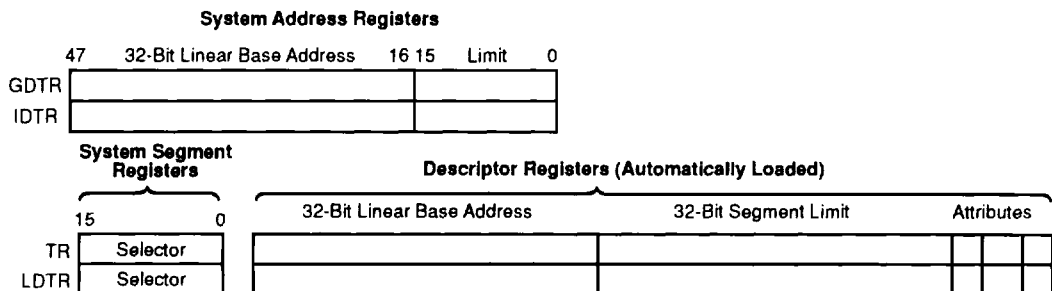 System Address Registers
47 32-Bit Linear Base Address 16 15 Limit 0
GDTR
IDTR
System Segment
Registers
Descriptor Registers (Automatically Loaded)
15 0
32-Bit Linear Base Address 32-Bit Segment Limit Attributes
TR Selector
LDTR Selector